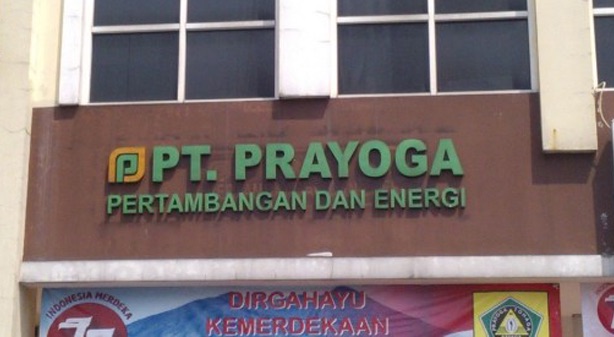 PT. PRAYOGA
PERTAMBANGAN DAN ENERGI
INDONESIA MERDEKA
DIRGAHAYU
KEMERDEKAAN